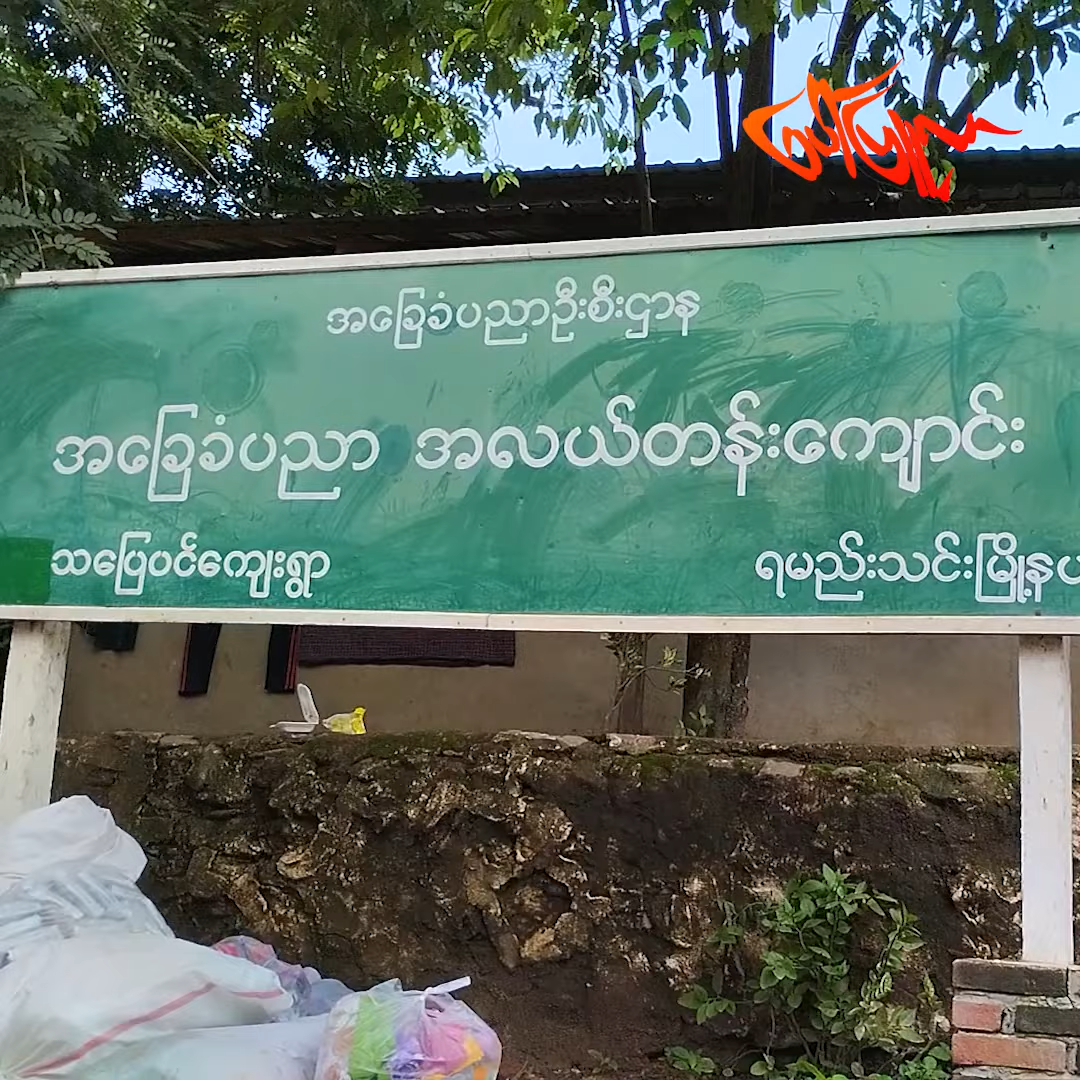 အခြေခံပညာဦးစီးဌာန
အခြေခံပညာ အလယ်တန်းကျောင်း
သပြေပင်ကျေးရွာ
ရမည်းသင်းမြို့နယ